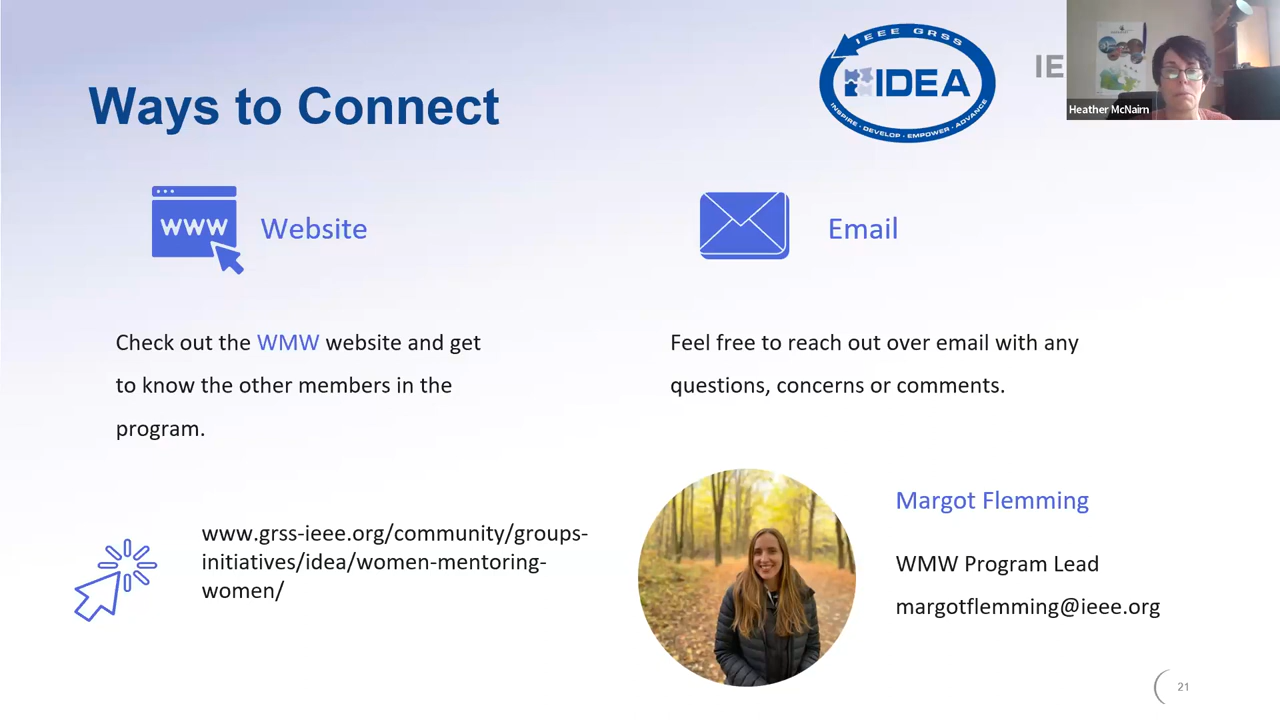 Ways to Connect
IEEE GRSS
IDEA
INSPIRE · DEVELOP · EMPOWER · ADVANCE
IE
Heather McNairn
WWW
Website
Check out the WMW website and get
to know the other members in the
program.
www.grss-ieee.org/community/groups-
initiatives/idea/women-mentoring-
women/
Email
Feel free to reach out over email with any
questions, concerns or comments.
Margot Flemming
WMW Program Lead
margotflemming@ieee.org
21